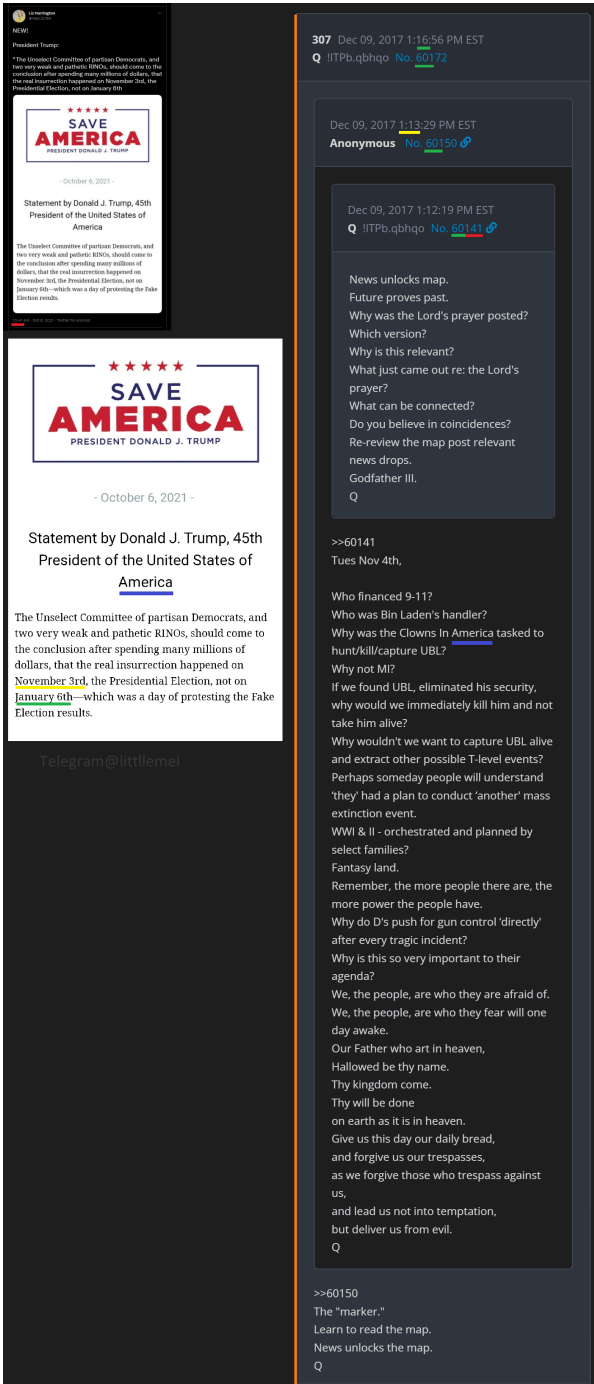 Liz Harrington
NEW!
President Trump:
"The Unselect Committee of partisan Democrats, and
two very weak and pathetic RINOs, should come to the
conclusion after spending many millions of dollars, that
the real insurrection happened on November 3rd, the
Presidential Election, not on January 6th
SAVE
AMERICA
PRESIDENT DONALD J. TRUMP
- October 6, 2021 -
Statement by Donald J. Trump, 45th
President of the United States of
America
The Unselect Committee of partisan Democrats, and
two very weak and pathetic RINOs, should come to
the conclusion after spending many millions of
dollars, that the real insurrection happened on
November 3rd, the Presidential Election, not on
January 6th—which was a day of protesting the Fake
Election results.
SAVE
AMERICA
PRESIDENT DONALD J. TRUMP
- October 6, 2021 -
Statement by Donald J. Trump, 45th
President of the United States of
America
The Unselect Committee of partisan Democrats, and
two very weak and pathetic RINOs, should come to
the conclusion after spending many millions of
dollars, that the real insurrection happened on
November 3rd, the Presidential Election, not on
January 6th—which was a day of protesting the Fake
Election results.
Telegram@littllemel
307 Dec 09, 2017 1:16:56 PM EST
Q !ITPb.qbhqo No. 60172
Dec 09, 2017 1:13:29 PM EST
Anonymous No. 60150
Dec 09, 2017 1:12:19 PM EST
Q !ITPb.qbhqo No. 60141
News unlocks map.
Future proves past.
Why was the Lord's prayer posted?
Which version?
Why is this relevant?
What just came out re: the Lord's
prayer?
What can be connected?
Do you believe in coincidences?
Re-review the map post relevant
news drops.
Godfather III.
Q
>>60141
Tues Nov 4th,
Who financed 9-11?
Who was Bin Laden's handler?
Why was the Clowns In America tasked to
hunt/kill/capture UBL?
Why not MI?
If we found UBL, eliminated his security,
why would we immediately kill him and not
take him alive?
Why wouldn't we want to capture UBL alive
and extract other possible T-level events?
Perhaps someday people will understand
'they' had a plan to conduct 'another' mass
extinction event.
WWI & II - orchestrated and planned by
select families?
Fantasy land.
Remember, the more people there are, the
more power the people have.
Why do D's push for gun control 'directly'
after every tragic incident?
Why is this so very important to their
agenda?
We, the people, are who they are afraid of.
We, the people, are who they fear will one
day awake.
Our Father who art in heaven,
Hallowed be thy name.
Thy kingdom come.
Thy will be done
on earth as it is in heaven.
Give us this day our daily bread,
and forgive us our trespasses,
as we forgive those who trespass against
us,
and lead us not into temptation,
but deliver us from evil.
Q
>>60150
The "marker."
Learn to read the map.
News unlocks the map.
Q